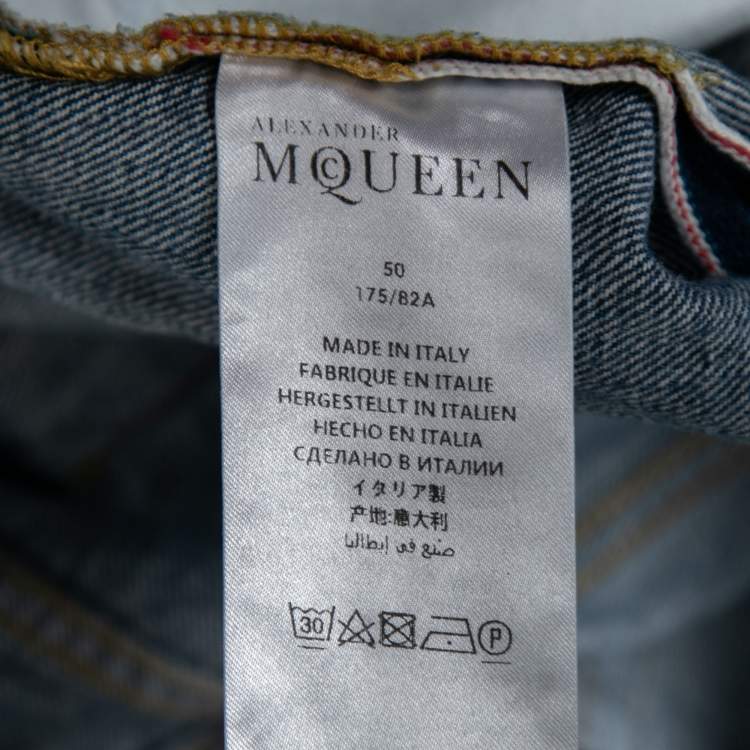 ALEXANDER
McQUEEN
50
175/82A
MADE IN ITALY
FABRIQUE EN ITALIE
HERGESTELLT IN ITALIEN
HECHO EN ITALIA
СДЕЛАНО В ИТАЛИИ
イタリア製
产地:意大利
صنع في إيطاليا
30 P